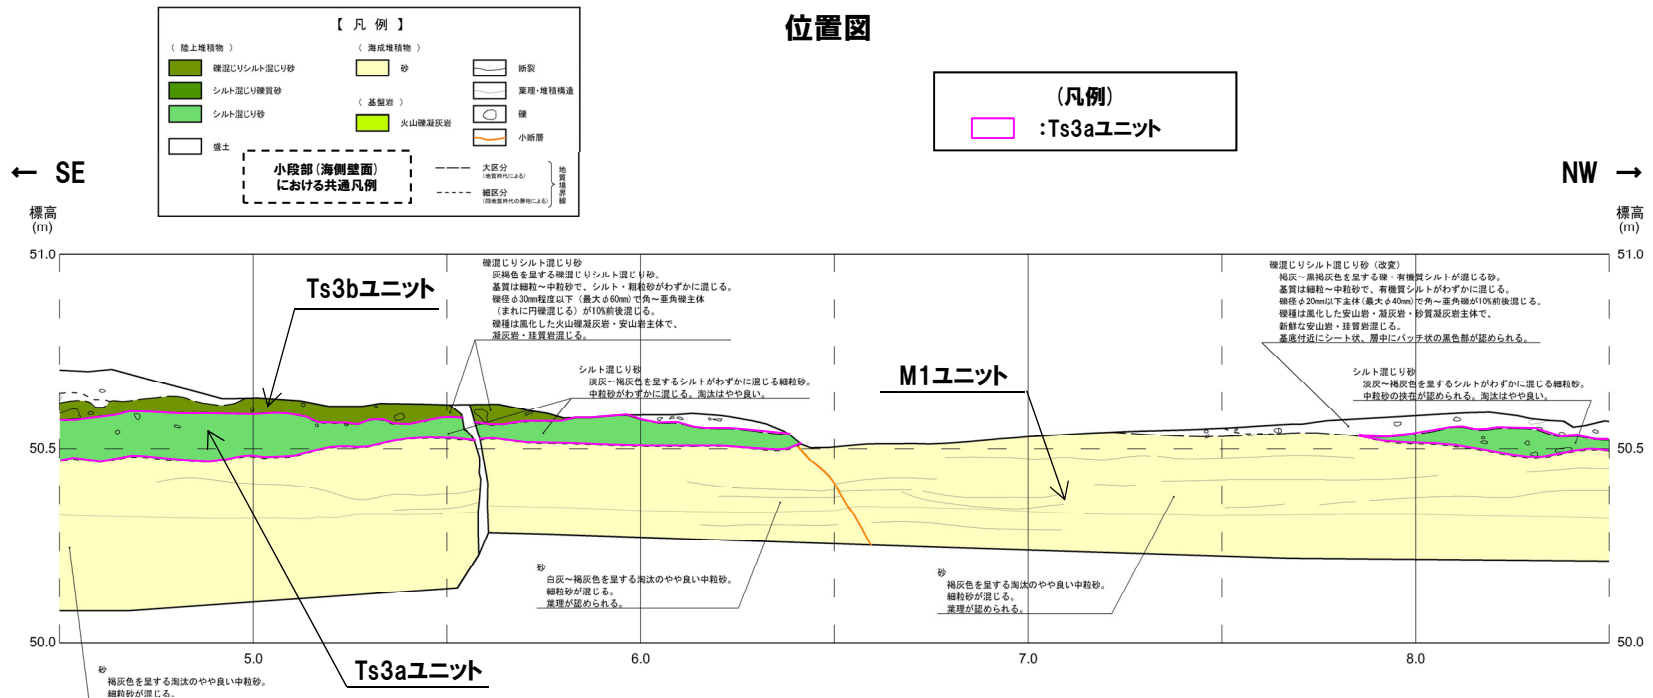 位置図
【 凡 例 】
（ 陸上堆積物 ）
礫混じりシルト混じり砂
シルト混じり礫質砂
シルト混じり砂
盛土
（ 海成堆積物 ）
砂
（ 基盤岩 ）
火山礫凝灰岩
断裂
葉理・堆積構造
礫
小断層
小段部(海側壁面)
における共通凡例
大区分
(地質時代による)
細区分
(同地質時代の層相による)
地質境界線
(凡例)
:Ts3aユニット
← SE
NW →
標高
(m)
標高
(m)
51.0
50.5
50.0
51.0
50.5
50.0
Ts3bユニット
礫混じりシルト混じり砂
灰褐色を呈する礫混じりシルト混じり砂。
基質は細粒～中粒砂で、シルト・粗粒砂がわずかに混じる。
礫径φ30mm程度以下（最大φ60mm）で角～亜角礫主体
（まれに円礫混じる）が10%前後混じる。
礫種は風化した火山礫凝灰岩・安山岩主体で、
凝灰岩・珪質岩混じる。
シルト混じり砂
淡灰～褐灰色を呈するシルトがわずかに混じる細粒砂。
中粒砂がわずかに混じる。淘汰はやや良い。
M1ユニット
礫混じりシルト混じり砂（改変）
褐灰～黒褐灰色を呈する礫・有機質シルトが混じる砂。
基質は細粒～中粒砂で、有機質シルトがわずかに混じる。
礫径φ20mm以下主体(最大φ40mm)で角～亜角礫が10%前後混じる。
礫種は風化した安山岩・凝灰岩・砂質凝灰岩主体で、
新鮮な安山岩・珪質岩混じる。
基底付近にシート状、層中にパッチ状の黒色部が認められる。
シルト混じり砂
淡灰～褐灰色を呈するシルトがわずかに混じる細粒砂。
中粒砂の挟在が認められる。淘汰はやや良い。
砂
白灰～褐灰色を呈する淘汰のやや良い中粒砂。
細粒砂が混じる。
葉理が認められる。
砂
褐灰色を呈する淘汰のやや良い中粒砂。
細粒砂が混じる。
葉理が認められる。
5.0
6.0
7.0
8.0
Ts3aユニット
砂
褐灰色を呈する淘汰のやや良い中粒砂。
細粒砂が混じる。